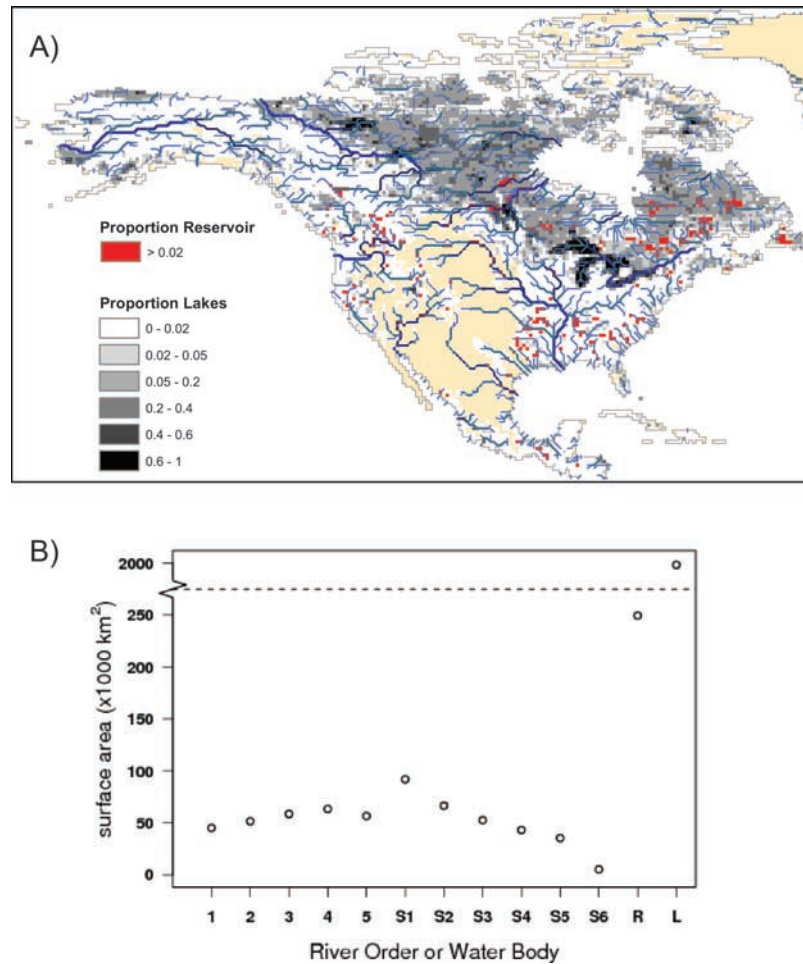 A)
Proportion Reservoir
> 0.02
Proportion Lakes
0 - 0.02
0.02 - 0.05
0.05 - 0.2
0.2 - 0.4
0.4 - 0.6
0.6 - 1
B)
surface area (x1000 km²)
2000
250
200
150
100
50
0
1 2 3 4 5 S1 S2 S3 S4 S5 S6 R L
River Order or Water Body